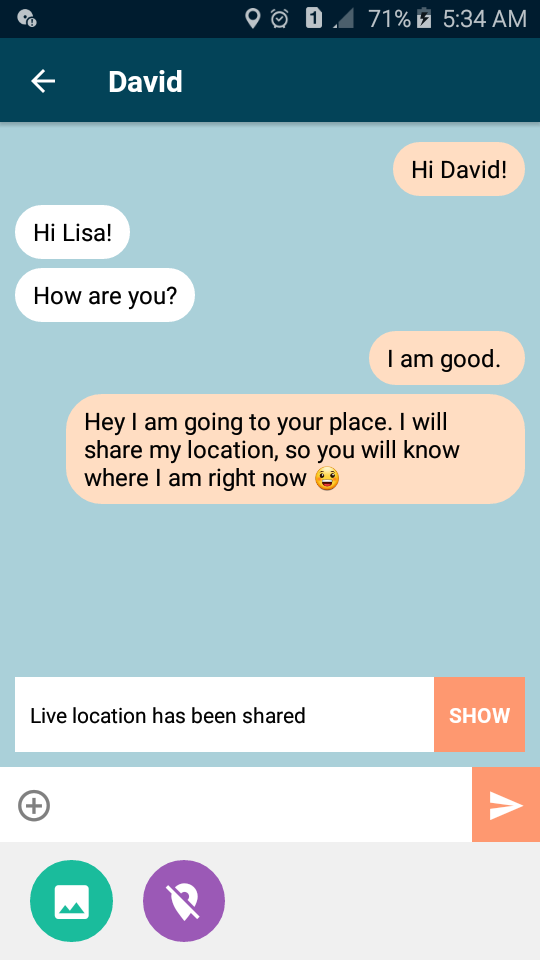 1 71% 5:34 AM
David
Hi David!
Hi Lisa!
How are you?
I am good.
Hey I am going to your place. I will
share my location, so you will know
where I am right now 😀
Live location has been shared
SHOW